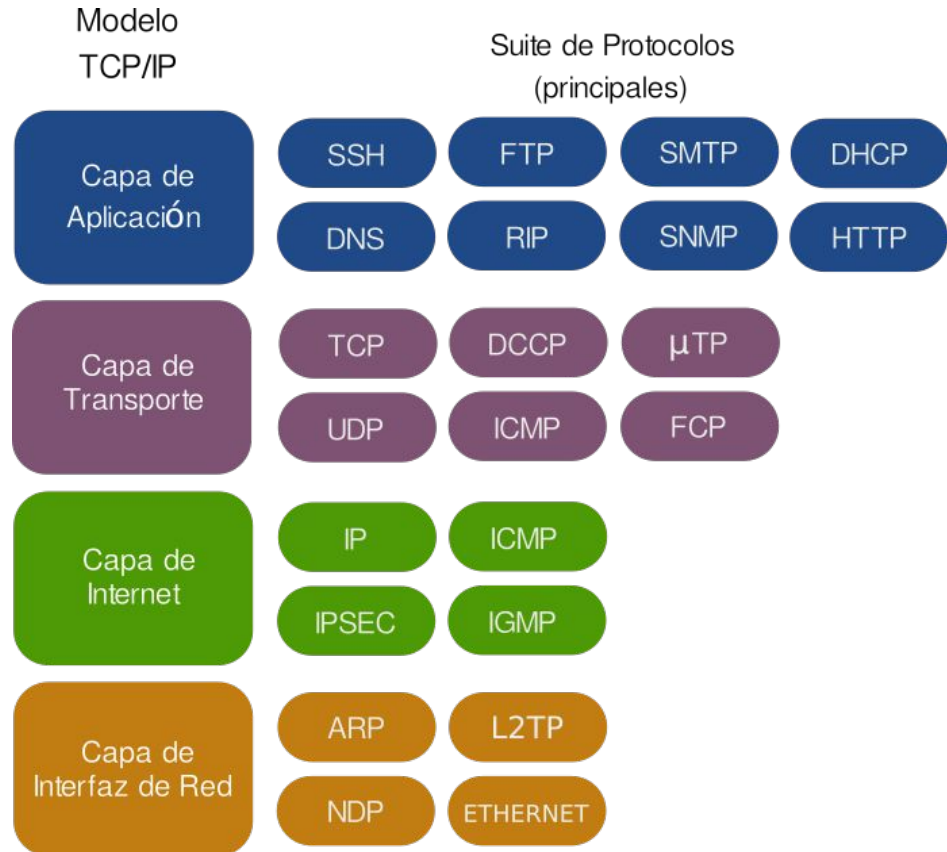 Modelo
TCP/IP
Suite de Protocolos
(principales)
Capa de
Aplicación
SSH
FTP
SMTP
DHCP
DNS
RIP
SNMP
HTTP
Capa de
Transporte
TCP
DCCP
µTP
UDP
ICMP
FCP
Capa de
Internet
IP
ICMP
IPSEC
IGMP
Capa de
Interfaz de Red
ARP
L2TP
NDP
ETHERNET